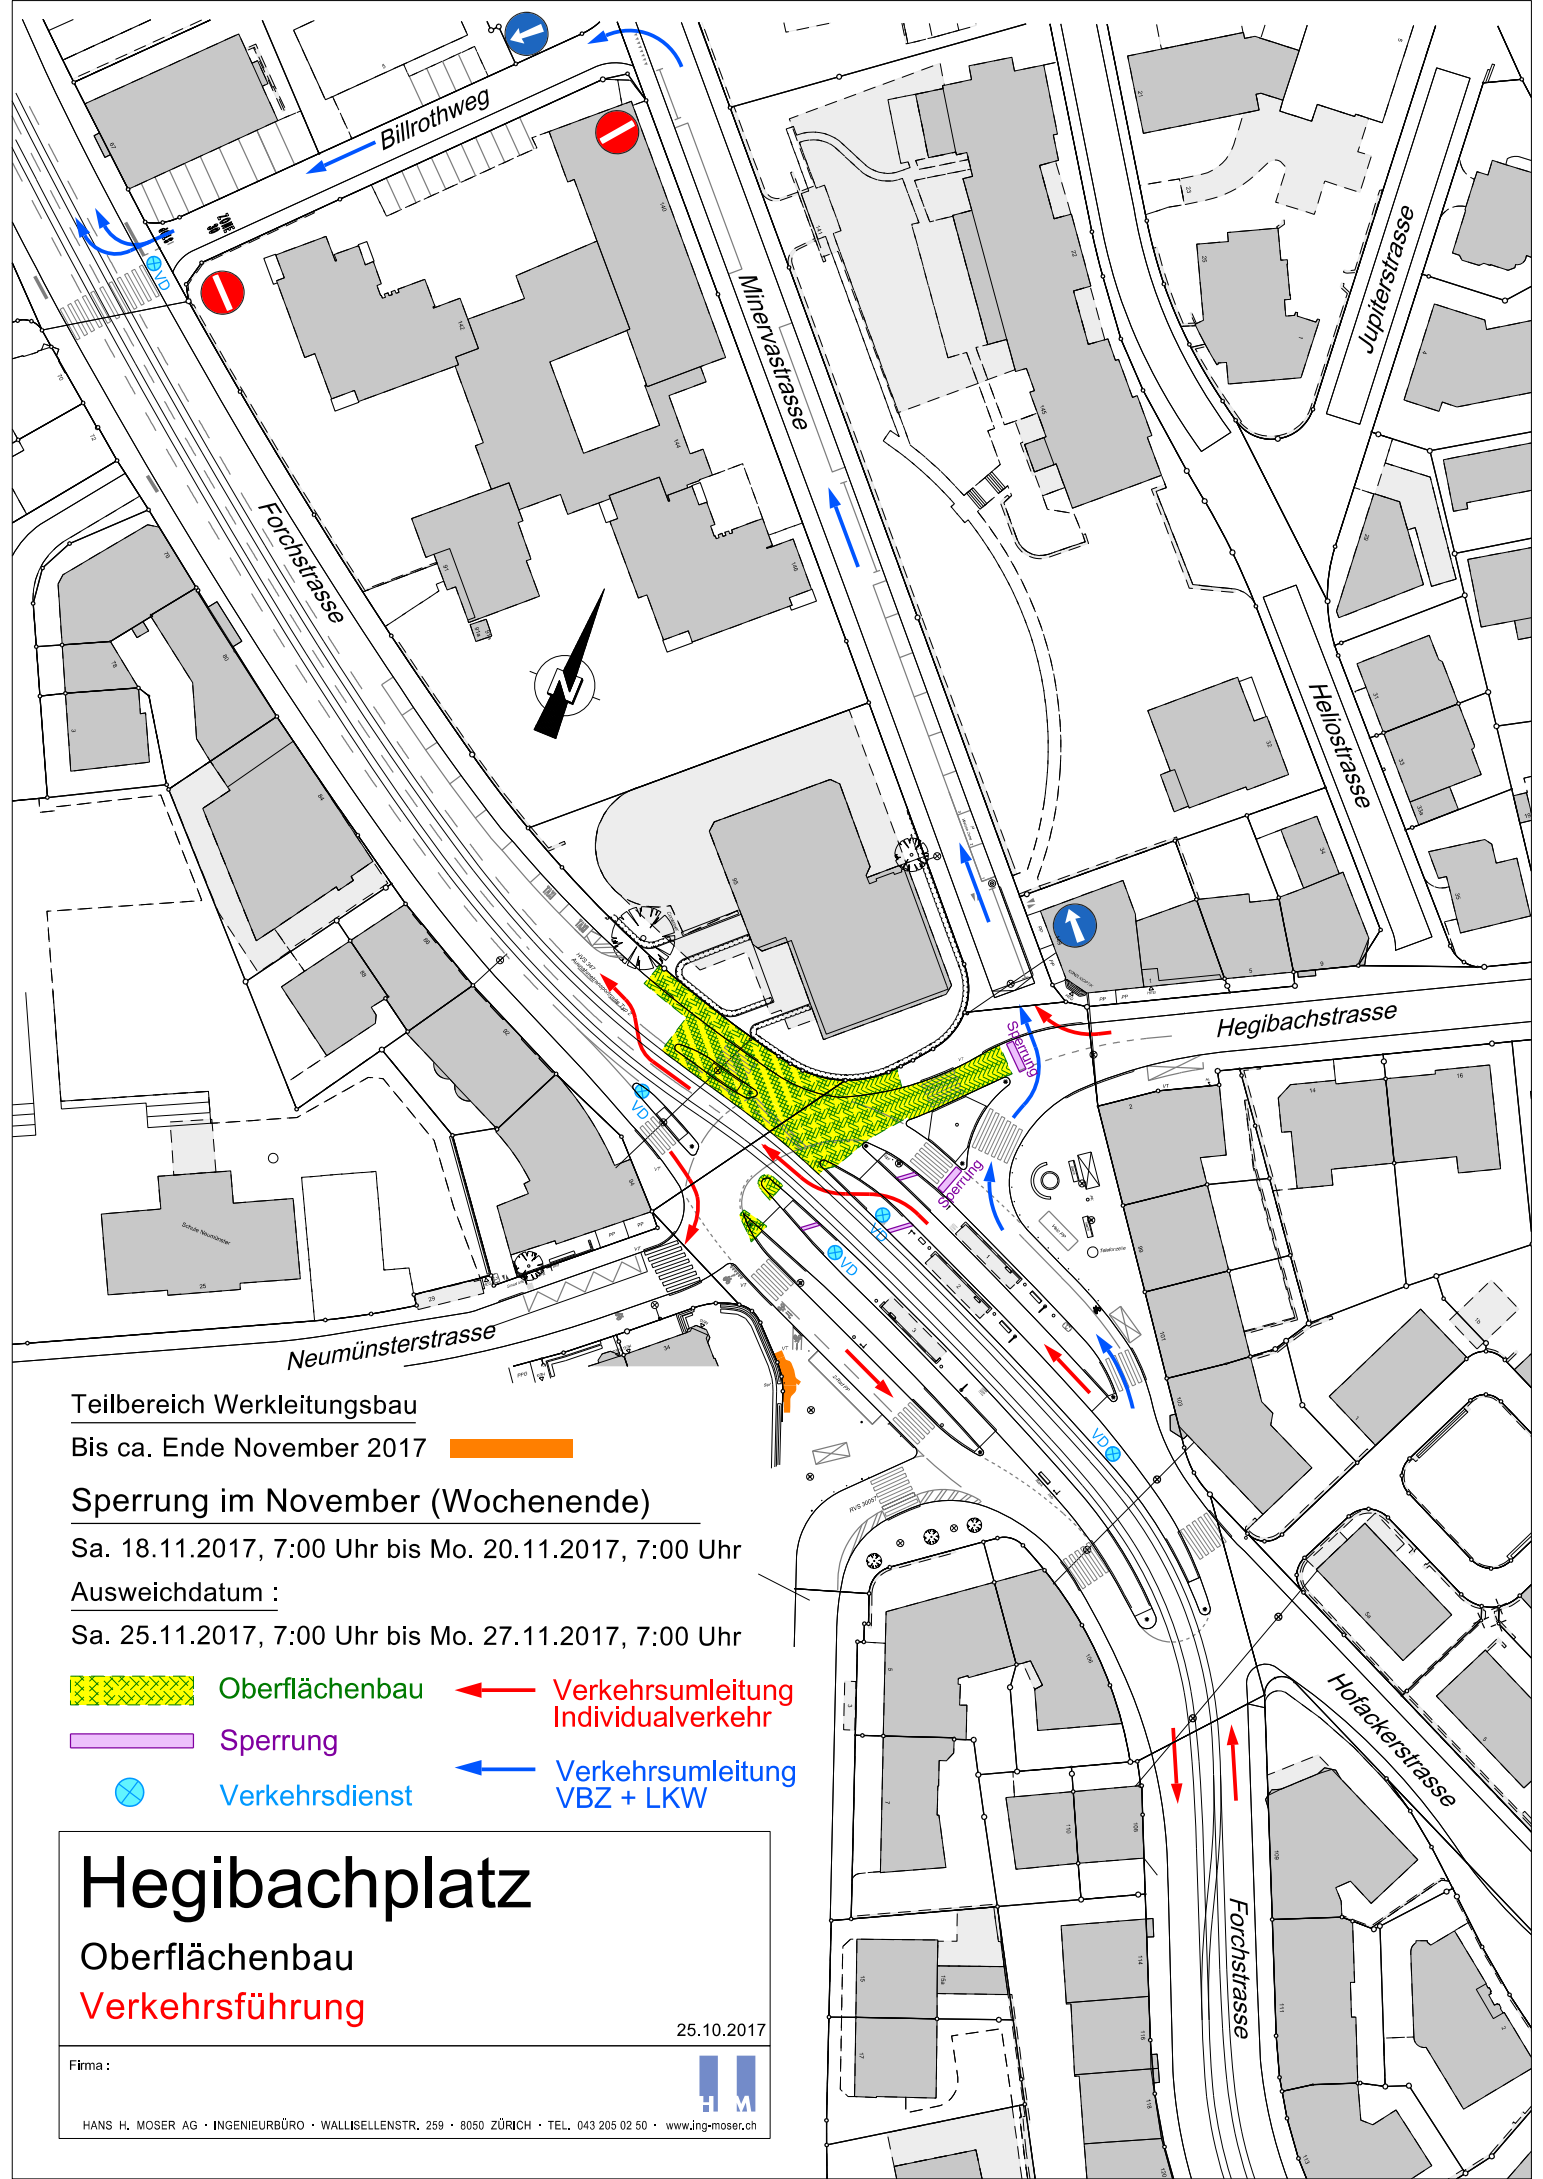 Billrothweg
ZONE
30
VD
Forchstrasse
Minervastrasse
Jupiterstrasse
Heliostrasse
Hegibachstrasse
Sperrung
Sperrung
VD
VD
VD
VD
Schule Neumünster
Neumünsterstrasse
Hofackerstrasse
Forchstrasse
N
Teilbereich Werkleitungsbau
Bis ca. Ende November 2017
Sperrung im November (Wochenende)
Sa. 18.11.2017, 7:00 Uhr bis Mo. 20.11.2017, 7:00 Uhr
Ausweichdatum :
Sa. 25.11.2017, 7:00 Uhr bis Mo. 27.11.2017, 7:00 Uhr
Oberflächenbau
Verkehrsumleitung
Individualverkehr
Sperrung
Verkehrsdienst
Verkehrsumleitung
VBZ + LKW
Hegibachplatz
Oberflächenbau
Verkehrsführung
25.10.2017
Firma :
H M
HANS H. MOSER AG · INGENIEURBÜRO · WALLISELLENSTR. 259 · 8050 ZÜRICH · TEL. 043 205 02 50 · www.ing-moser.ch